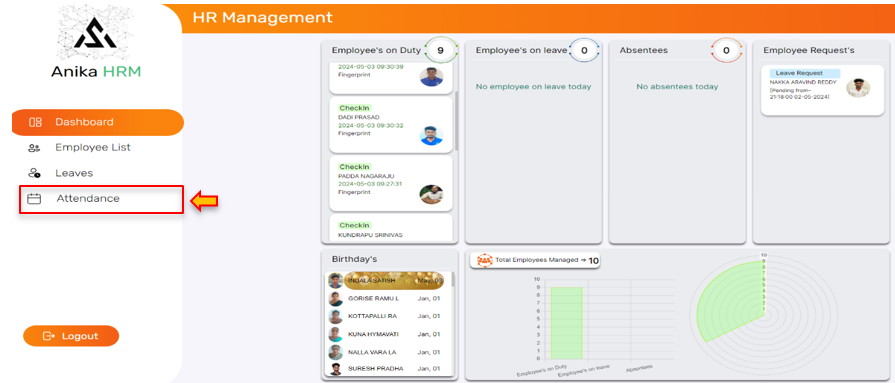 HR Management
Anika HRM
Dashboard
Employee List
Leaves
Attendance
Logout
Employee's on Duty 9
2024-05-03 09:30:39
Fingerprint
CheckIn
DADI PRASAD
2024-05-03 09:30:32
Fingerprint
CheckIn
PADDA NAGARAJU
2024-05-03 09:27:31
Fingerprint
CheckIn
KUNDRAPU SRINIVAS
Employee's on leave 0
No employee on leave today
Absentees 0
No absentees today
Employee Request's
Leave Request
NAKKA ARAVIND REDDY
[Pending from-
21:18:00 02-05-2024]
Birthday's
INDALA SATISH May, 03
GORISE RAMU L Jan, 01
KOTTAPALLI RA Jan, 01
KUNA HYMAVATI Jan, 01
NALLA VARA LA Jan, 01
SURESH PRADHA Jan, 01
Total Employees Managed → 10
10
9
8
7
6
5
4
3
2
1
0
Employee's on Duty
Employee's on leave
Absentees
10
9
8
7
6
5
4
3
2
1